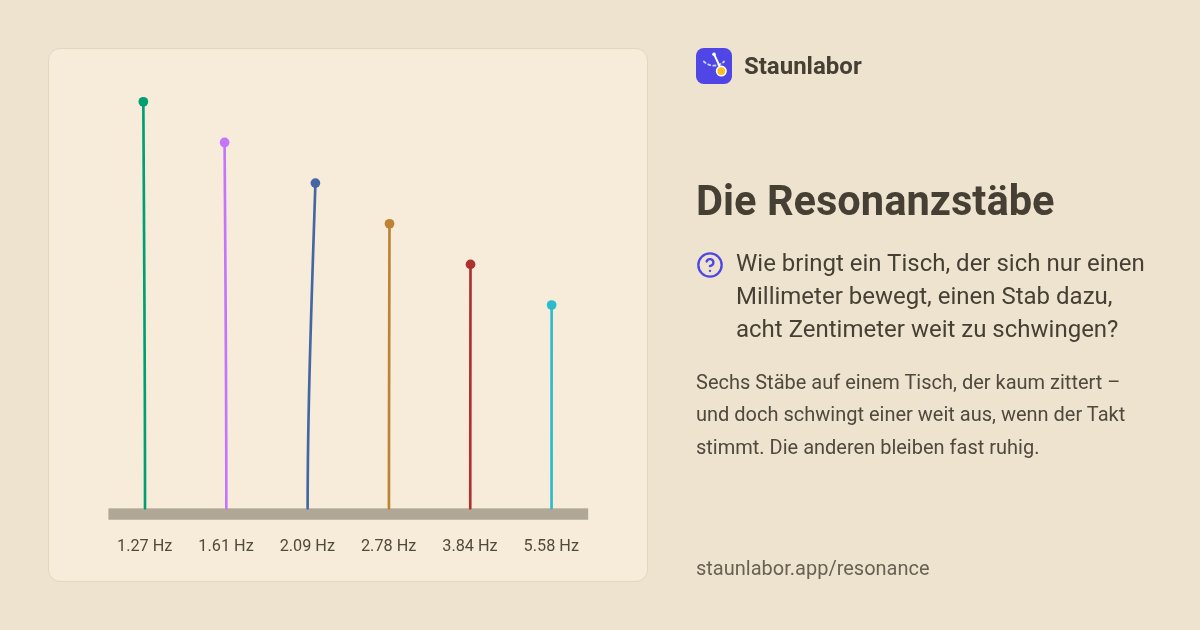 Staunlabor
Die Resonanzstäbe
Wie bringt ein Tisch, der sich nur einen
Millimeter bewegt, einen Stab dazu,
acht Zentimeter weit zu schwingen?
Sechs Stäbe auf einem Tisch, der kaum zittert –
und doch schwingt einer weit aus, wenn der Takt
stimmt. Die anderen bleiben fast ruhig.
staunlabor.app/resonance
1.27 Hz 1.61 Hz 2.09 Hz 2.78 Hz 3.84 Hz 5.58 Hz